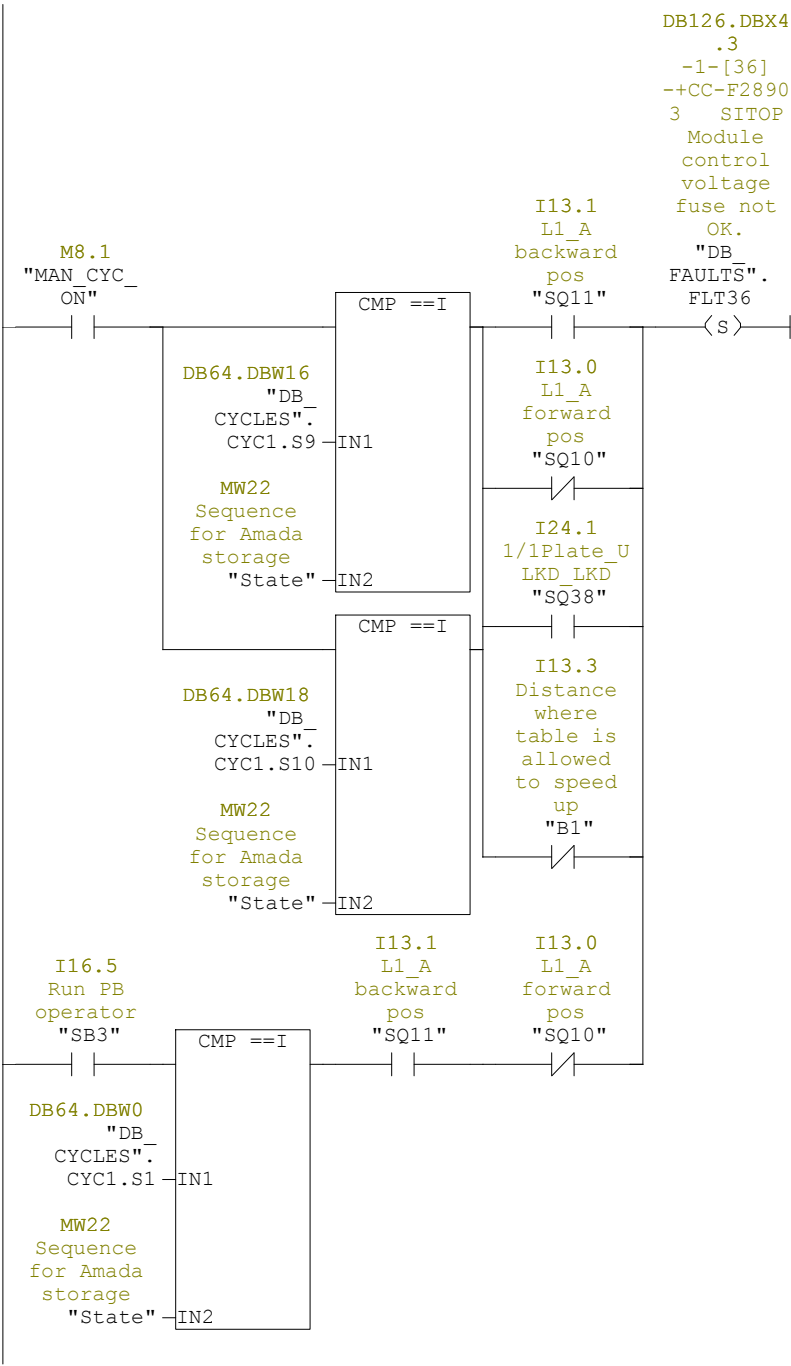 DB126.DBX4
.3
-1-[36]
-+CC-F2890
3   SITOP
Module
control
voltage
fuse not
OK.
"DB_
FAULTS".
FLT36
S
I13.1
L1_A
backward
pos
"SQ11"
M8.1
"MAN_CYC_
ON"
CMP ==I
DB64.DBW16
"DB_
CYCLES".
CYC1.S9
IN1
MW22
Sequence
for Amada
storage
"State"
IN2
I13.0
L1_A
forward
pos
"SQ10"
I24.1
1/1Plate_U
LKD_LKD
"SQ38"
CMP ==I
DB64.DBW18
"DB_
CYCLES".
CYC1.S10
IN1
MW22
Sequence
for Amada
storage
"State"
IN2
I13.3
Distance
where
table is
allowed
to speed
up
"B1"
I16.5
Run PB
operator
"SB3"
CMP ==I
DB64.DBW0
"DB_
CYCLES".
CYC1.S1
IN1
MW22
Sequence
for Amada
storage
"State"
IN2
I13.1
L1_A
backward
pos
"SQ11"
I13.0
L1_A
forward
pos
"SQ10"